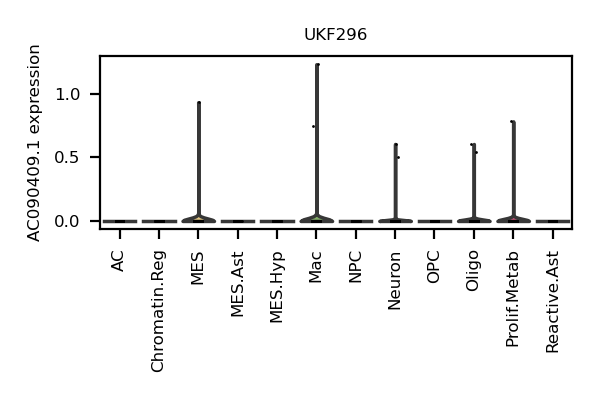 UKF296
AC090409.1 expression
1.0
0.5
0.0
AC
Chromatin.Reg
MES
MES.Ast
MES.Hyp
Mac
NPC
Neuron
OPC
Oligo
Prolif.Metab
Reactive.Ast